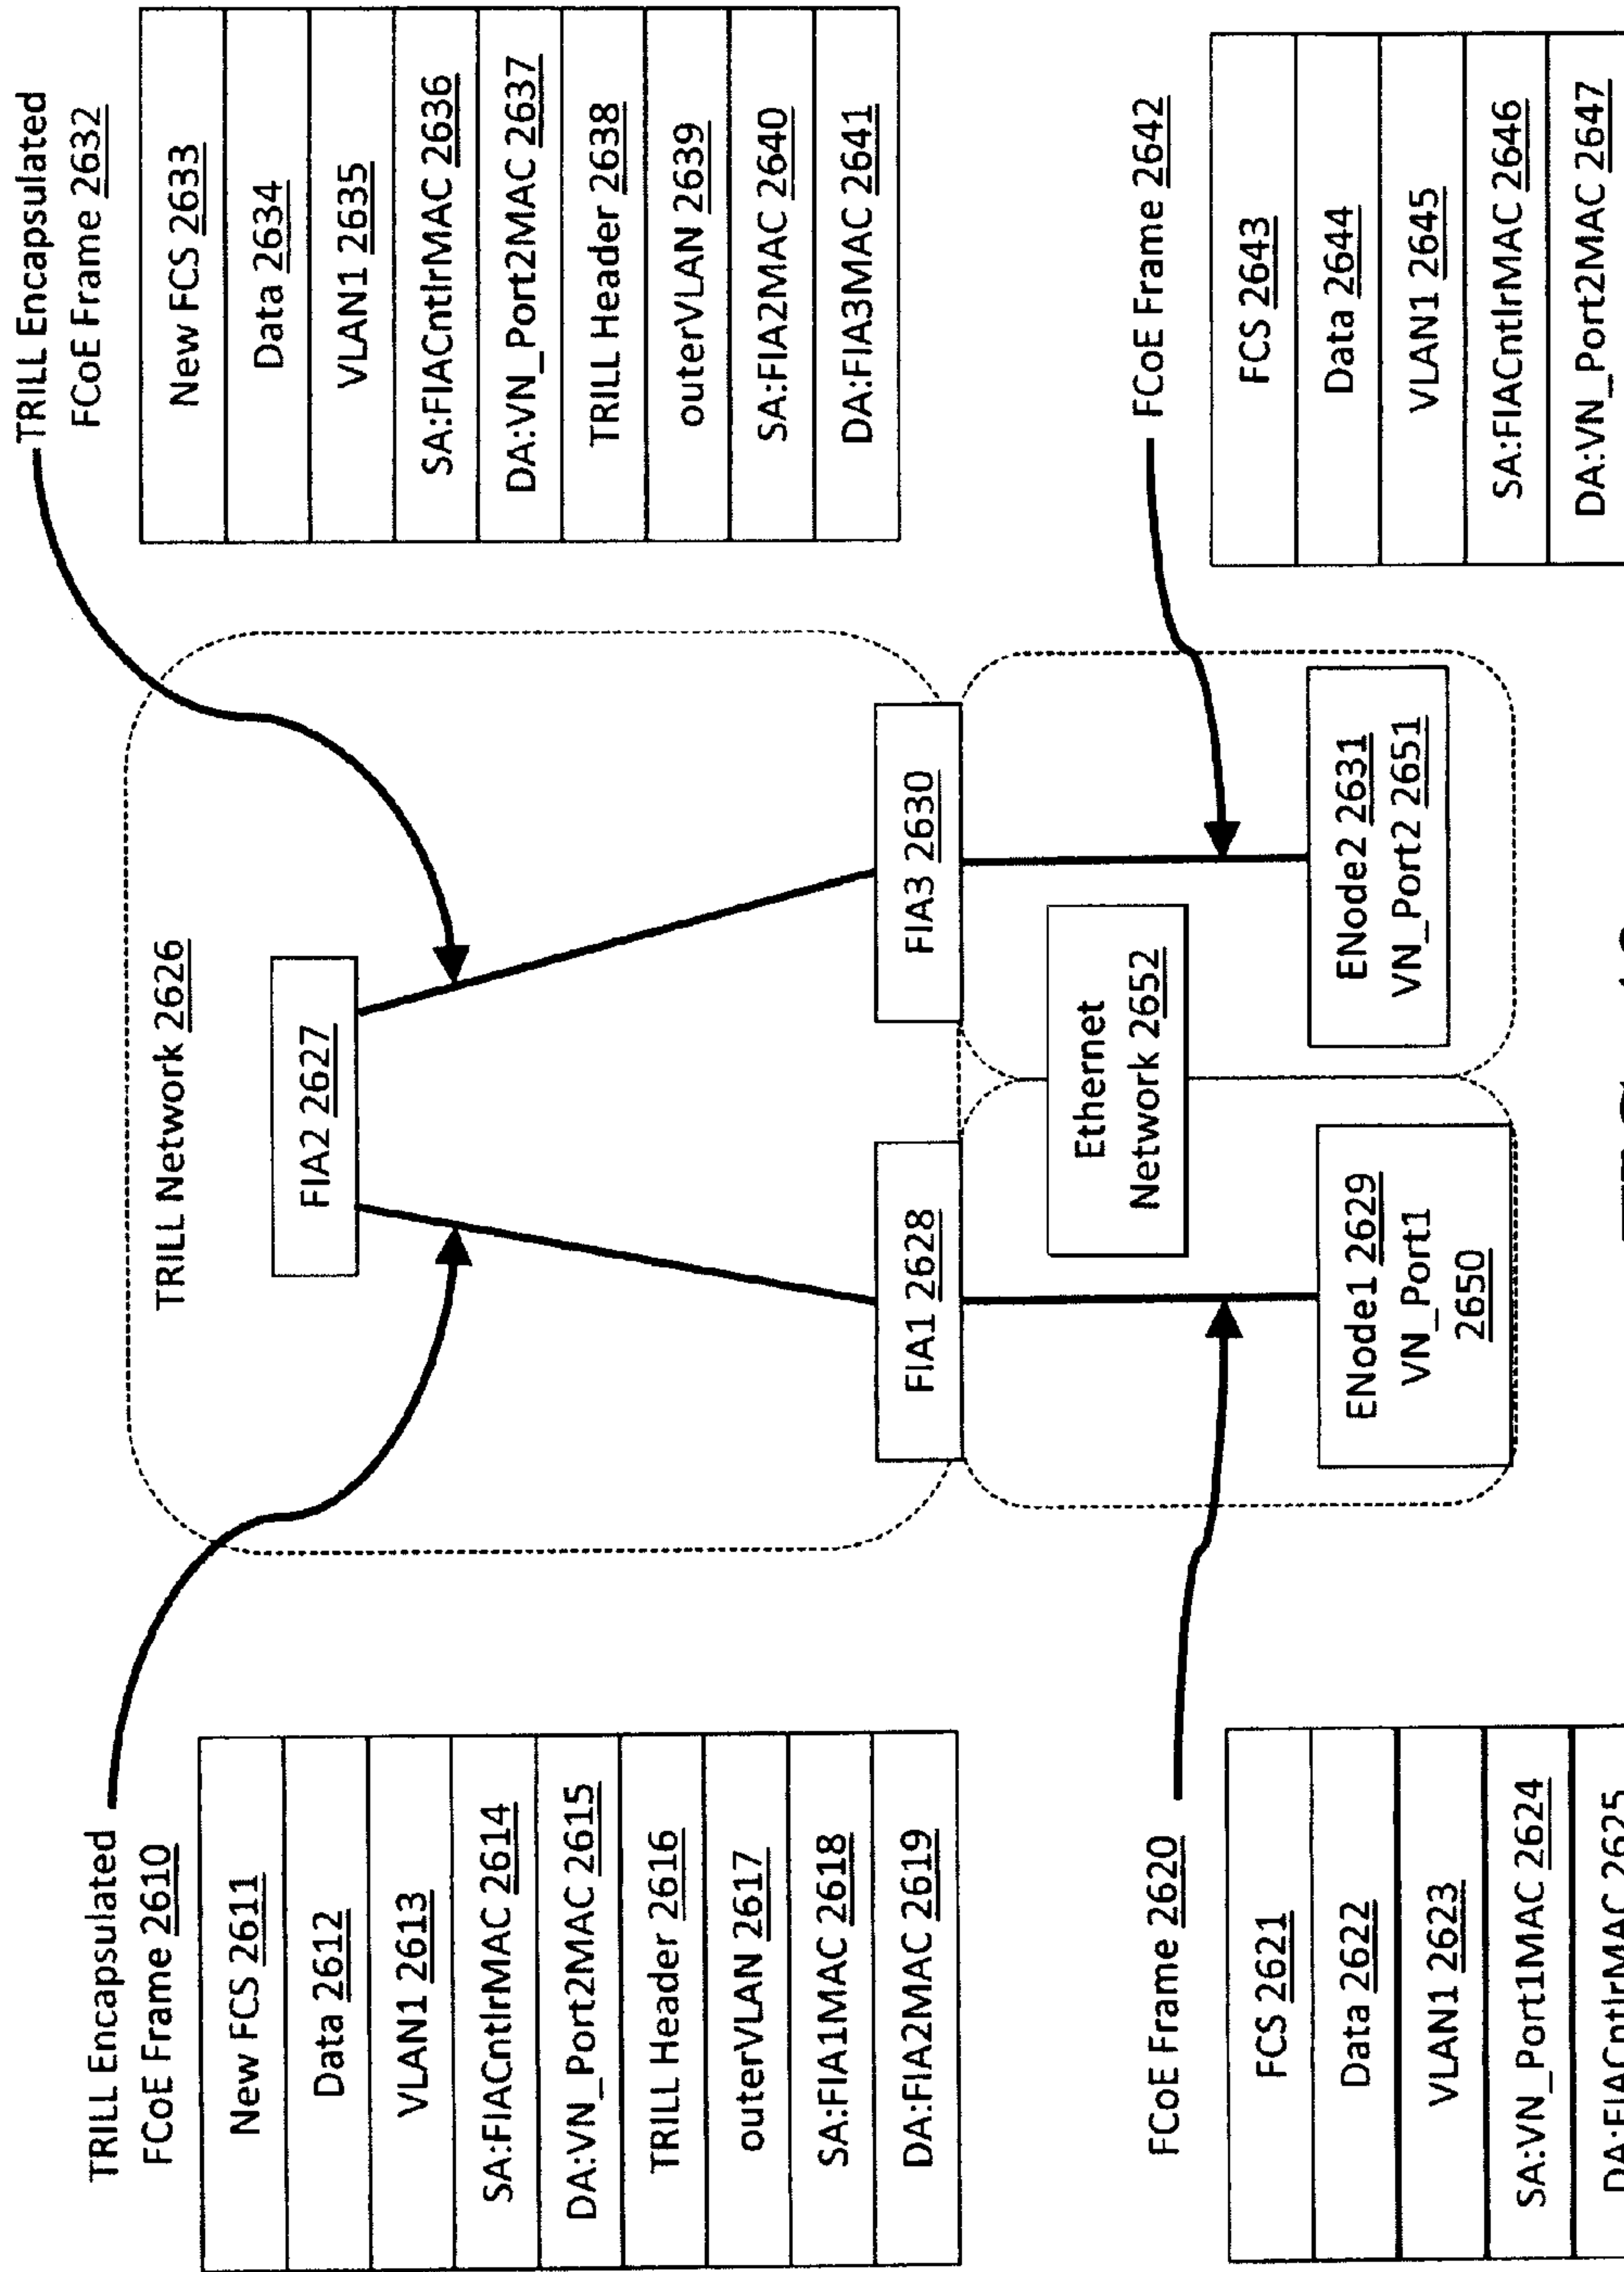 TRILL Encapsulated
FCoE Frame 2610
New FCS 2611
Data 2612
VLAN1 2613
SA:FIACntlrMAC 2614
DA:VN_Port2MAC 2615
TRILL Header 2616
outerVLAN 2617
SA:FIA1MAC 2618
DA:FIA2MAC 2619
FCoE Frame 2620
FCS 2621
Data 2622
VLAN1 2623
SA:VN_Port1MAC 2624
DA:FIACntlrMAC 2625
TRILL Network 2626
FIA2 2627
FIA1 2628
FIA3 2630
Ethernet
Network 2652
ENode1 2629
VN_Port1
2650
ENode2 2631
VN_Port2 2651
TRILL Encapsulated
FCoE Frame 2632
New FCS 2633
Data 2634
VLAN1 2635
SA:FIACntlrMAC 2636
DA:VN_Port2MAC 2637
TRILL Header 2638
outerVLAN 2639
SA:FIA2MAC 2640
DA:FIA3MAC 2641
FCoE Frame 2642
FCS 2643
Data 2644
VLAN1 2645
SA:FIACntlrMAC 2646
DA:VN_Port2MAC 2647